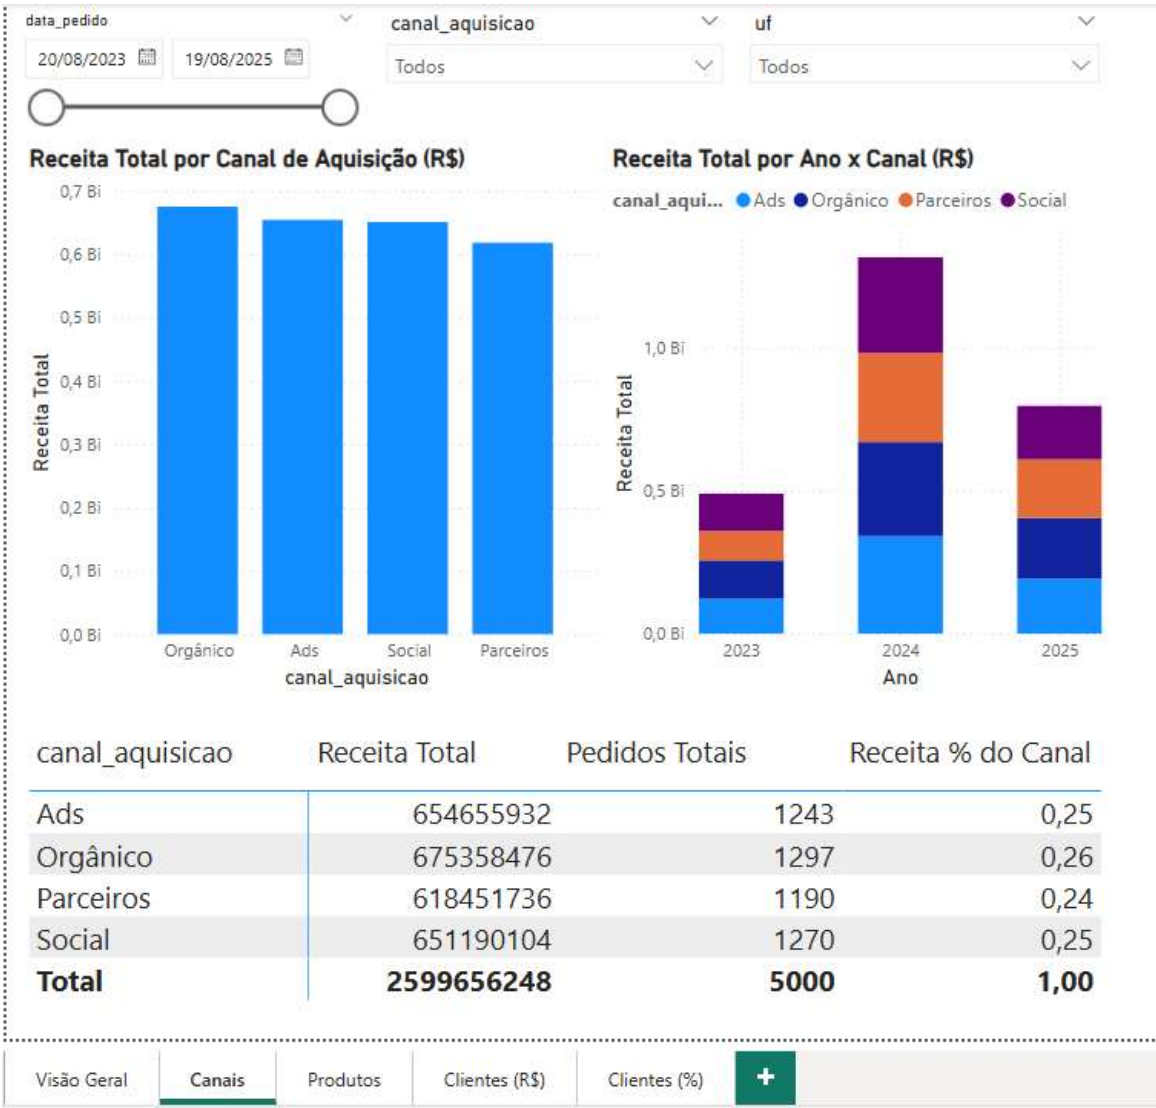 data_pedido
20/08/2023 19/08/2025
canal_aquisicao
Todos
uf
Todos
Receita Total por Canal de Aquisição (R$)
0,7 Bi
0,6 Bi
0,5 Bi
0,4 Bi
0,3 Bi
0,2 Bi
0,1 Bi
0,0 Bi
Receita Total
Orgânico Ads Social Parceiros
canal_aquisicao
Receita Total por Ano x Canal (R$)
canal_aqui... Ads Orgânico Parceiros Social
1,0 Bi
0,5 Bi
0,0 Bi
Receita Total
2023 2024 2025
Ano
canal_aquisicao Receita Total Pedidos Totais Receita % do Canal
Ads 654655932 1243 0,25
Orgânico 675358476 1297 0,26
Parceiros 618451736 1190 0,24
Social 651190104 1270 0,25
Total 2599656248 5000 1,00
Visão Geral Canais Produtos Clientes (R$) Clientes (%) +